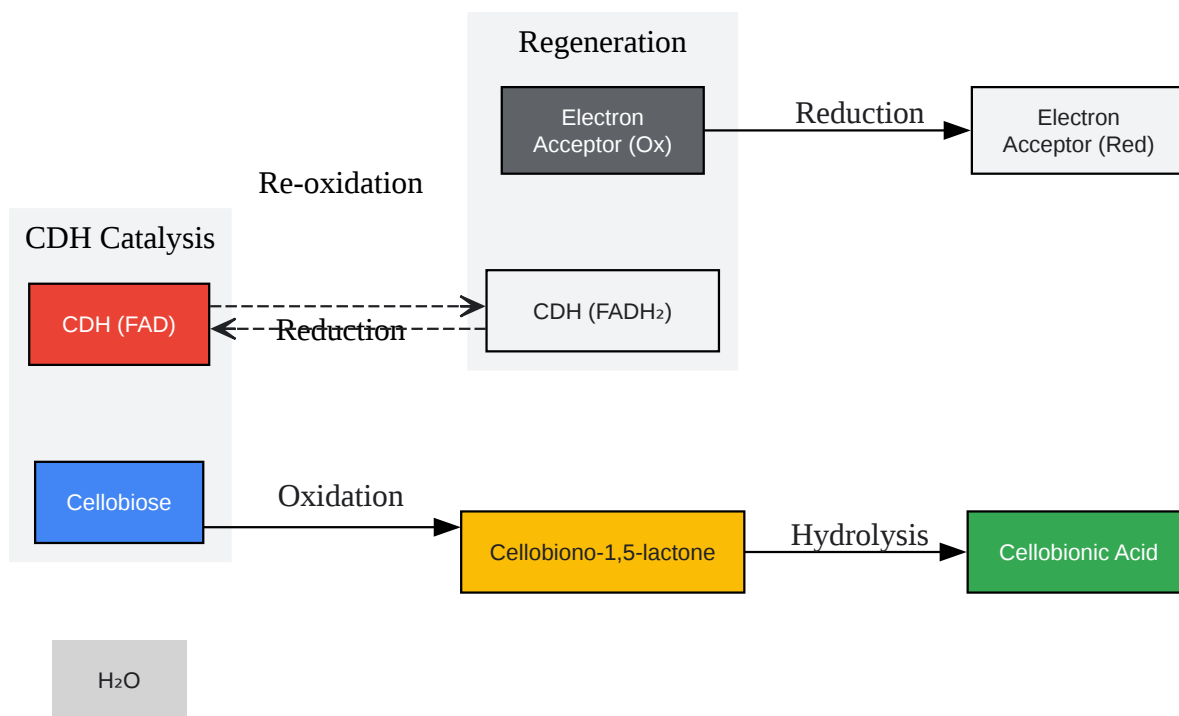 Regeneration
Electron
Acceptor (Ox)
Reduction
Electron
Acceptor (Red)
Re-oxidation
CDH Catalysis
CDH (FAD)
Reduction
CDH (FADH₂)
Cellobiose
Oxidation
Cellobiono-1,5-lactone
Hydrolysis
Cellobionic Acid
H₂O